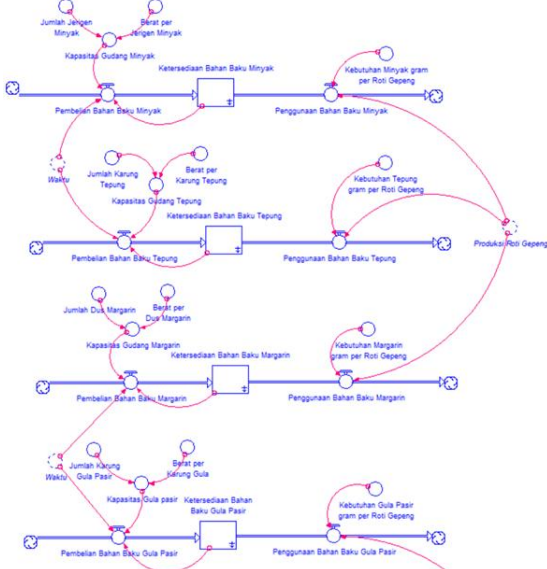 Jumlah Jerigen
Minyak
Berat per
Jerigen Minyak
Kapasitas Gudang Minyak
Ketersediaan Bahan Baku Minyak
Kebutuhan Minyak gram
per Roti Gepeng
Pembelian Bahan Baku Minyak
Penggunaan Bahan Baku Minyak
Waktu
Jumlah Karung
Tepung
Berat per
Karung Tepung
Kapasitas Gudang Tepung
Ketersediaan Bahan Baku Tepung
Kebutuhan Tepung
gram per Roti Gepeng
Produksi Roti Gepeng
Pembelian Bahan Baku Tepung
Penggunaan Bahan Baku Tepung
Jumlah Dus Margarin
Berat per
Dus Margarin
Kapasitas Gudang Margarin
Ketersediaan Bahan Baku Margarin
Kebutuhan Margarin
gram per Roti Gepeng
Pembelian Bahan Baku Margarin
Penggunaan Bahan Baku Margarin
Waktu
Jumlah Karung
Gula Pasir
Berat per
Karung Gula
Kapasitas Gula pasir
Ketersediaan Bahan
Baku Gula Pasir
Kebutuhan Gula Pasir
gram per Roti Gepeng
Pembelian Bahan Baku Gula Pasir
Penggunaan Bahan Baku Gula Pasir